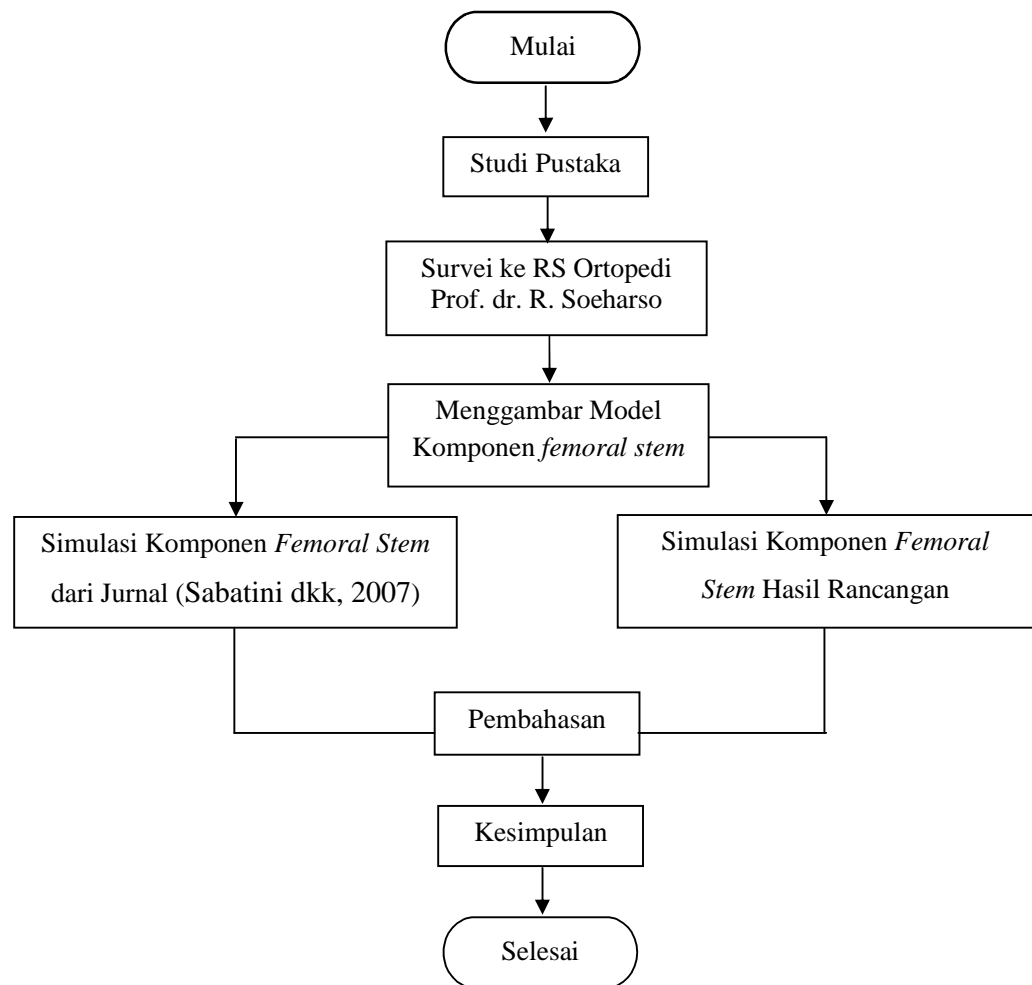 Mulai
Studi Pustaka
Survei ke RS Ortopedi
Prof. dr. R. Soeharso
Menggambar Model
Komponen femoral stem
Simulasi Komponen Femoral Stem
dari Jurnal (Sabatini dkk, 2007)
Simulasi Komponen Femoral
Stem Hasil Rancangan
Pembahasan
Kesimpulan
Selesai